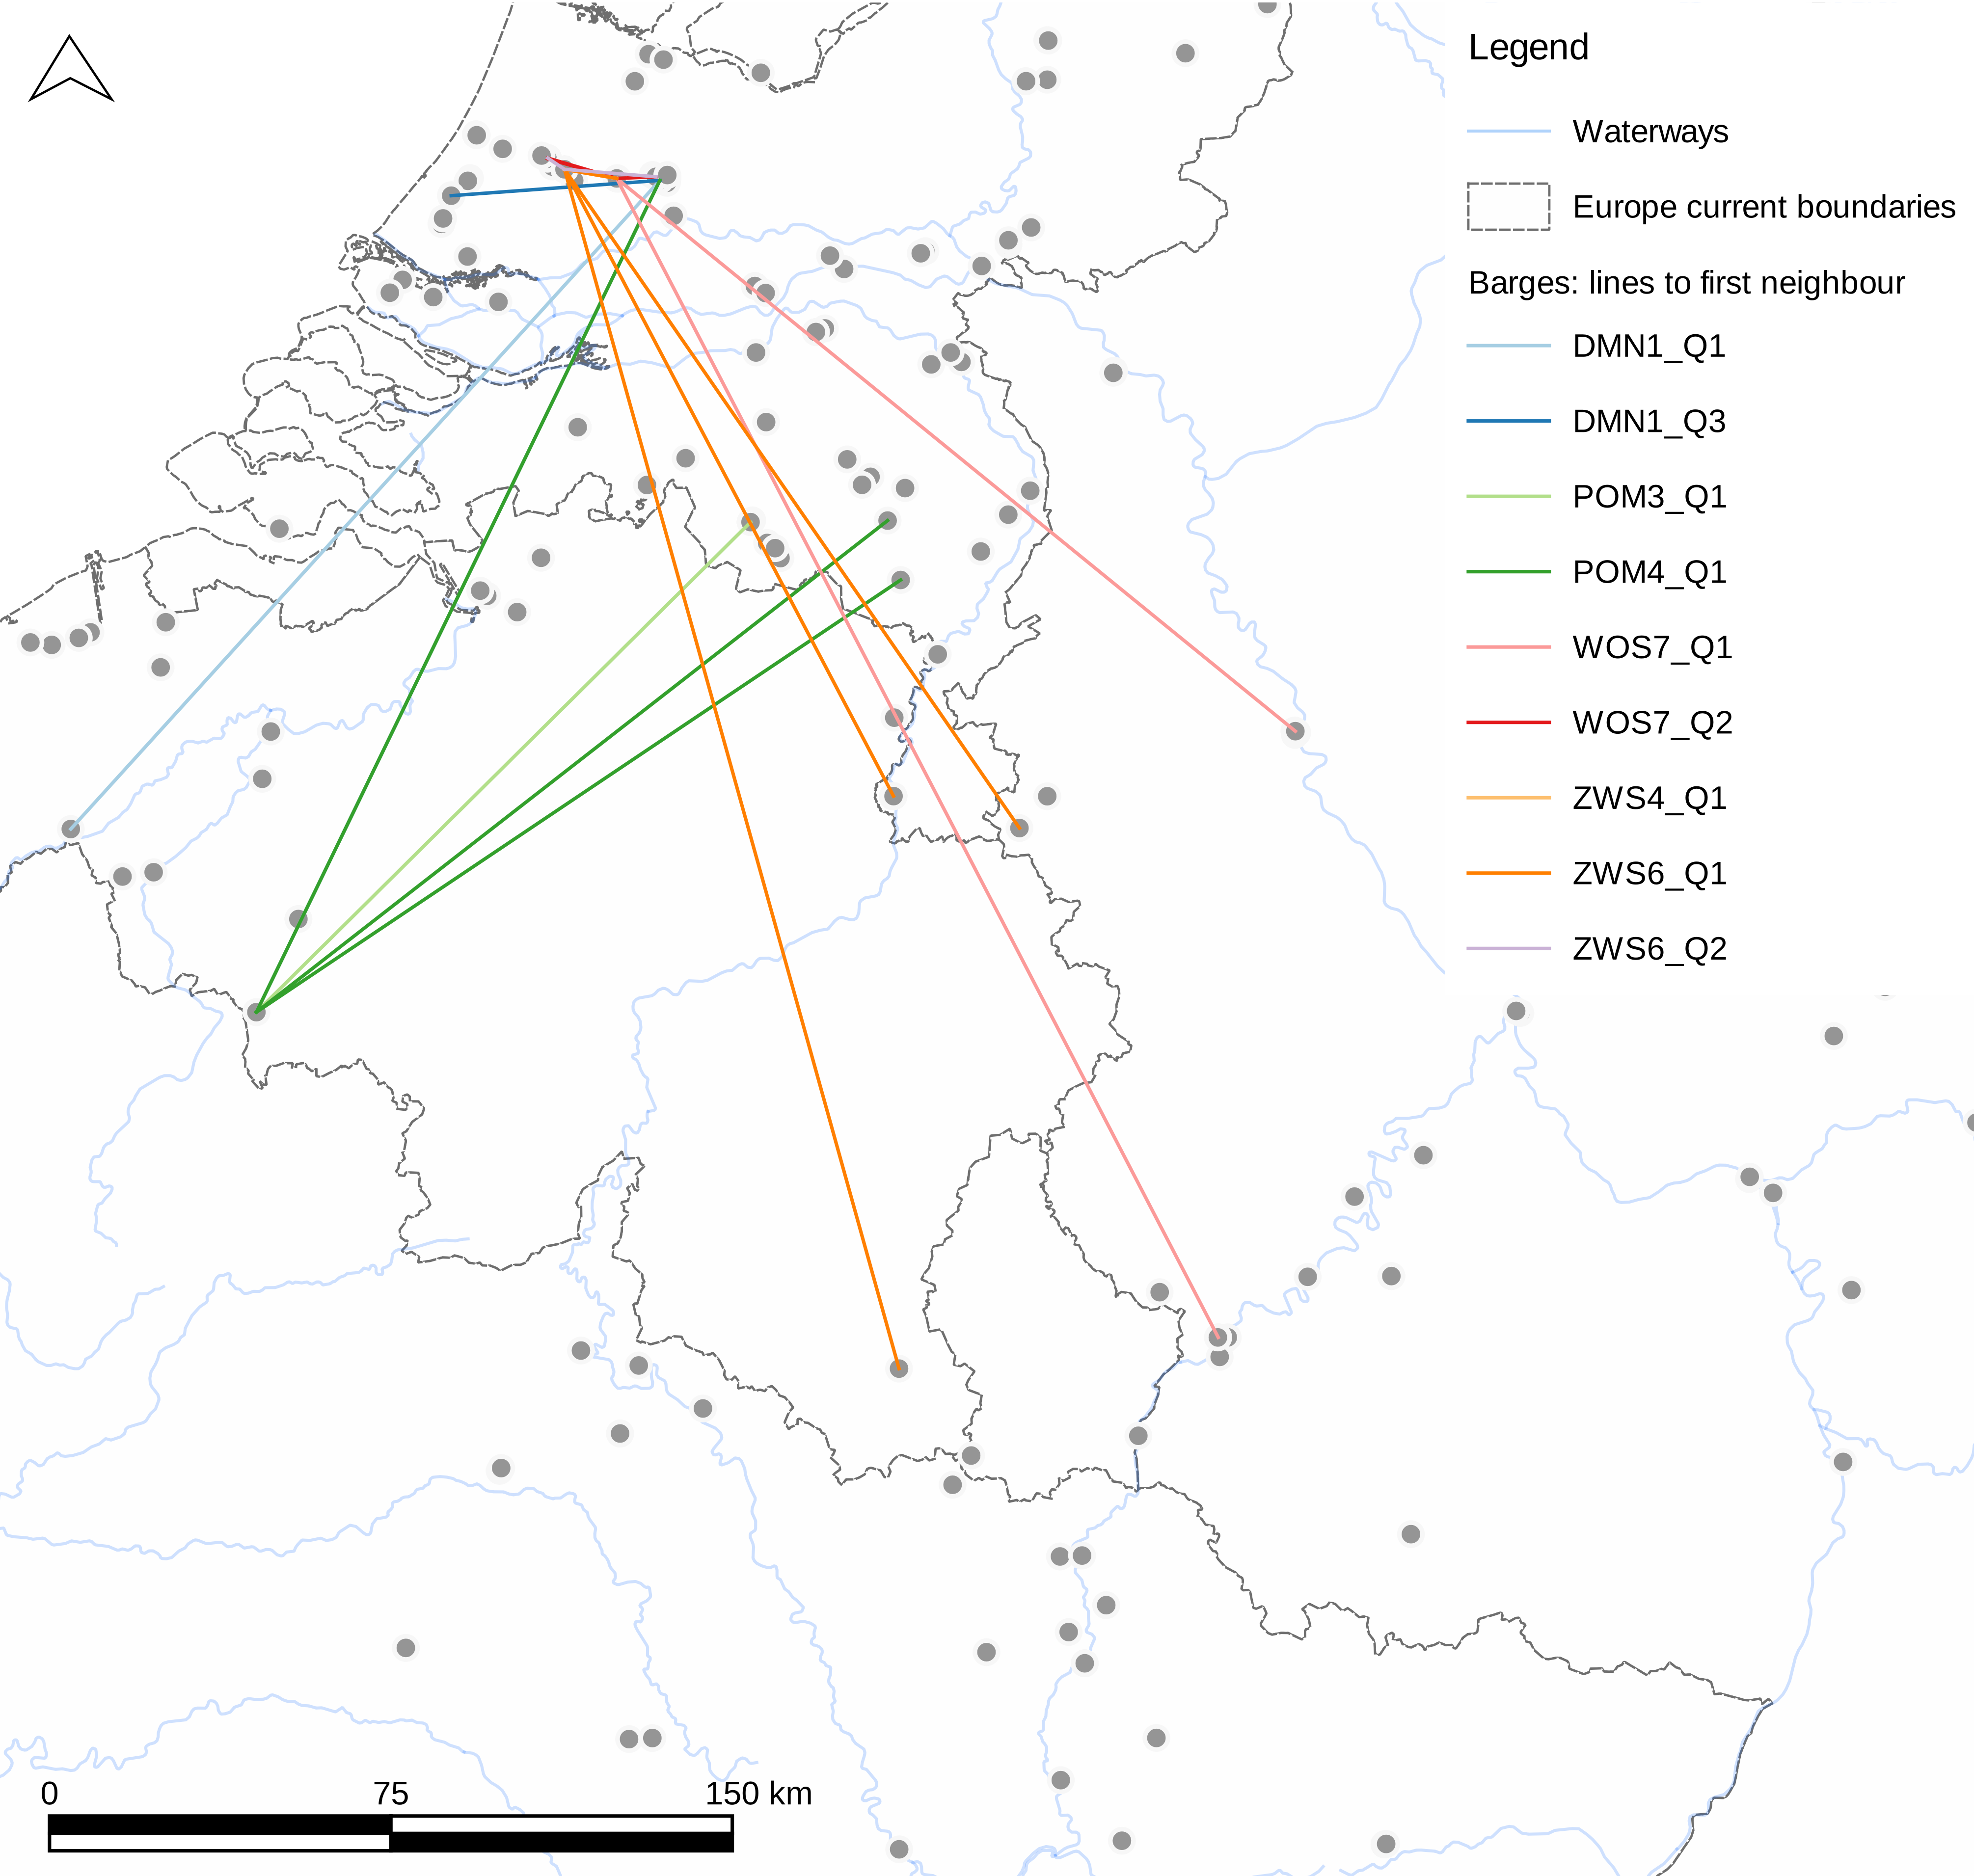 Legend
Waterways
Europe current boundaries
Barges: lines to first neighbour
DMN1_Q1
DMN1_Q3
POM3_Q1
POM4_Q1
WOS7_Q1
WOS7_Q2
ZWS4_Q1
ZWS6_Q1
ZWS6_Q2
0 75 150 km